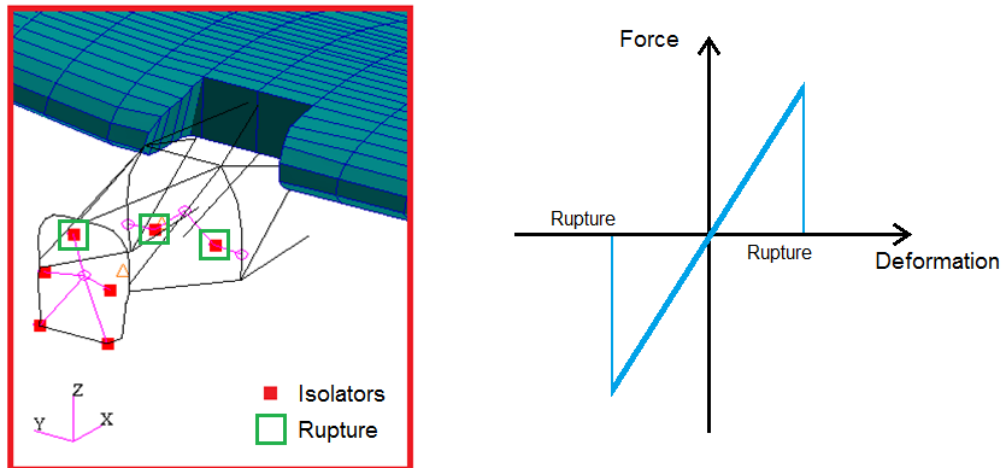 Z
Y
X
Isolators
Rupture
Force
Rupture
Rupture
Deformation